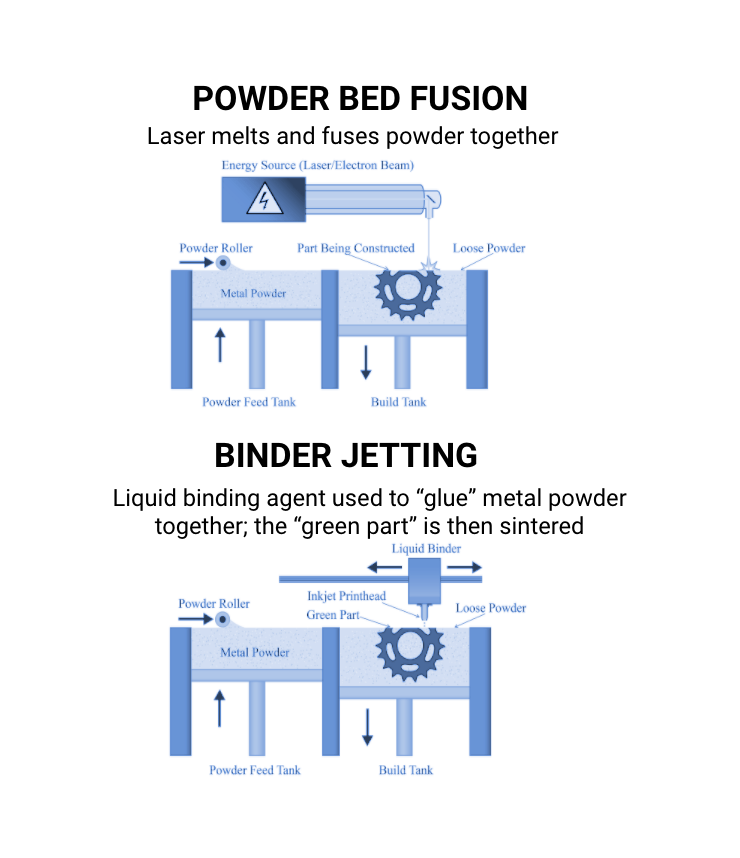 POWDER BED FUSION
Laser melts and fuses powder together
Energy Source (Laser/Electron Beam)
Powder Roller
Part Being Constructed
Loose Powder
Metal Powder
Powder Feed Tank
Build Tank
BINDER JETTING
Liquid binding agent used to “glue” metal powder
together; the “green part” is then sintered
Liquid Binder
Inkjet Printhead
Powder Roller
Green Part
Loose Powder
Metal Powder
Powder Feed Tank
Build Tank